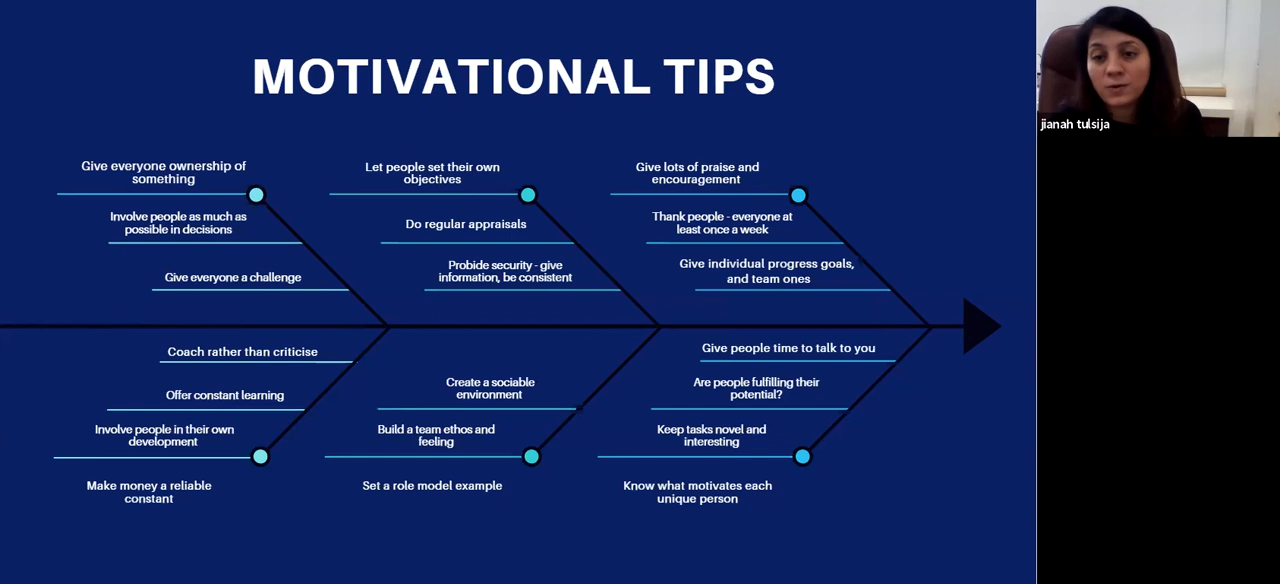 MOTIVATIONAL TIPS
Give everyone ownership of
something
Involve people as much as
possible in decisions
Give everyone a challenge
Let people set their own
objectives
Do regular appraisals
Probide security - give
information, be consistent
Give lots of praise and
encouragement
Thank people - everyone at
least once a week
Give individual progress goals,
and team ones
Coach rather than criticise
Offer constant learning
Involve people in their own
development
Make money a reliable
constant
Create a sociable
environment
Build a team ethos and
feeling
Set a role model example
Give people time to talk to you
Are people fulfilling their
potential?
Keep tasks novel and
interesting
Know what motivates each
unique person
jianah tulsija